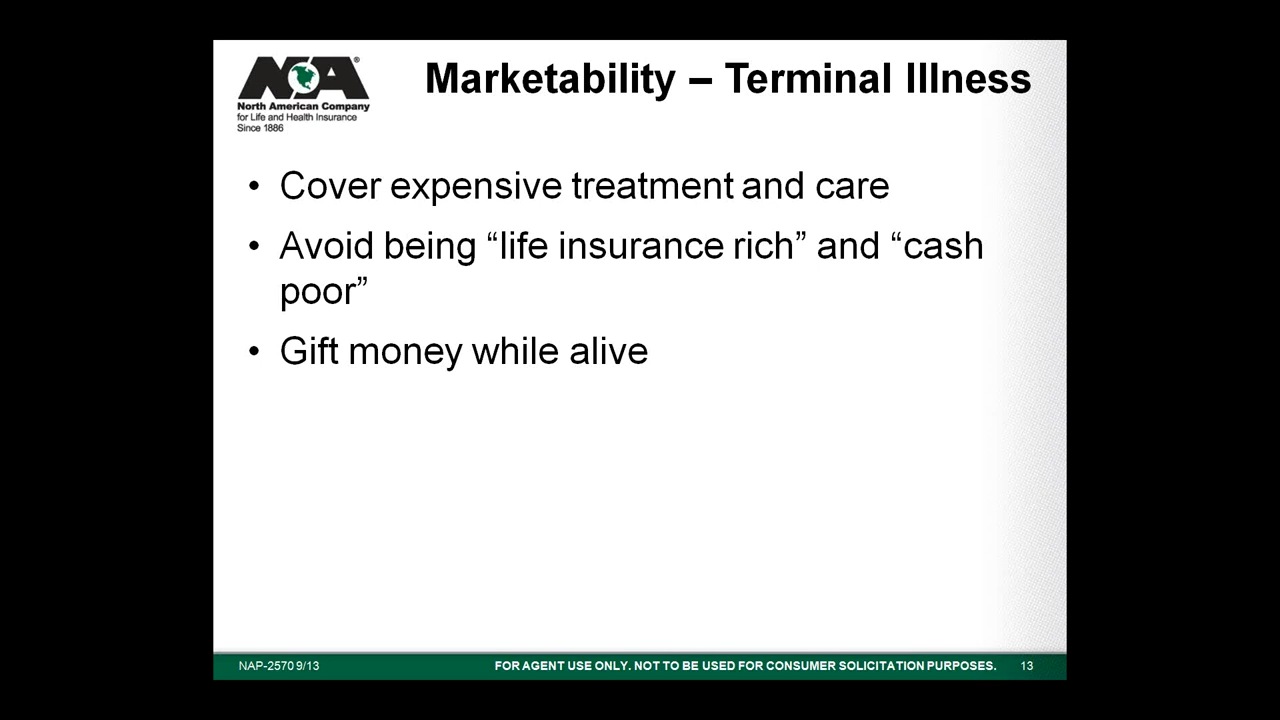 NACA®
North American Company
for Life and Health Insurance
Since 1886
Marketability – Terminal Illness
• Cover expensive treatment and care
• Avoid being “life insurance rich” and “cash
poor”
• Gift money while alive
NAP-2570 9/13
FOR AGENT USE ONLY. NOT TO BE USED FOR CONSUMER SOLICITATION PURPOSES.
13